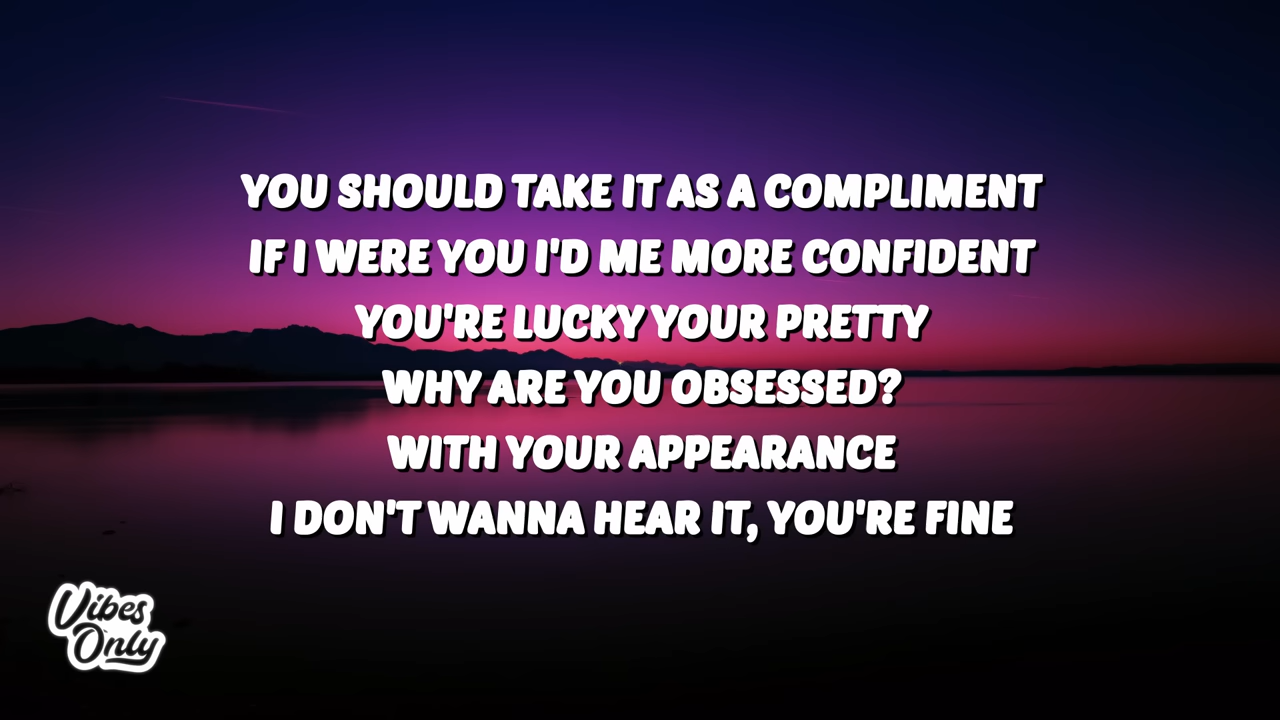 YOU SHOULD TAKE IT AS A COMPLIMENT
IF I WERE YOU I'D ME MORE CONFIDENT
YOU'RE LUCKY YOUR PRETTY
WHY ARE YOU OBSESSED?
WITH YOUR APPEARANCE
I DON'T WANNA HEAR IT, YOU'RE FINE
Vibes
Only